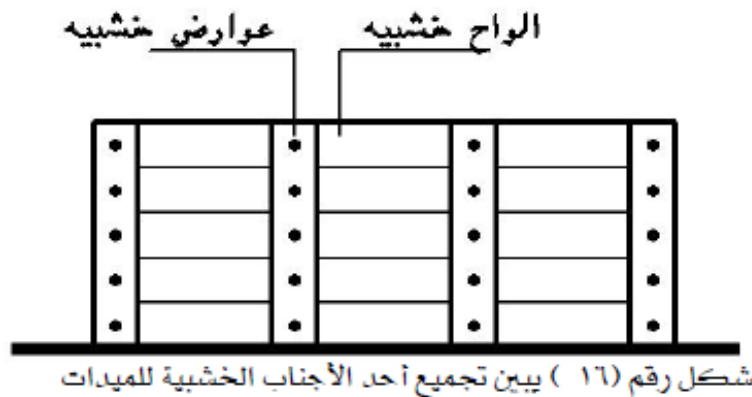 الواح خشبيه
عوارض خشبيه
شكل رقم (١٦ ) يبين تجميع أحد الأجناب الخشبية للميدات